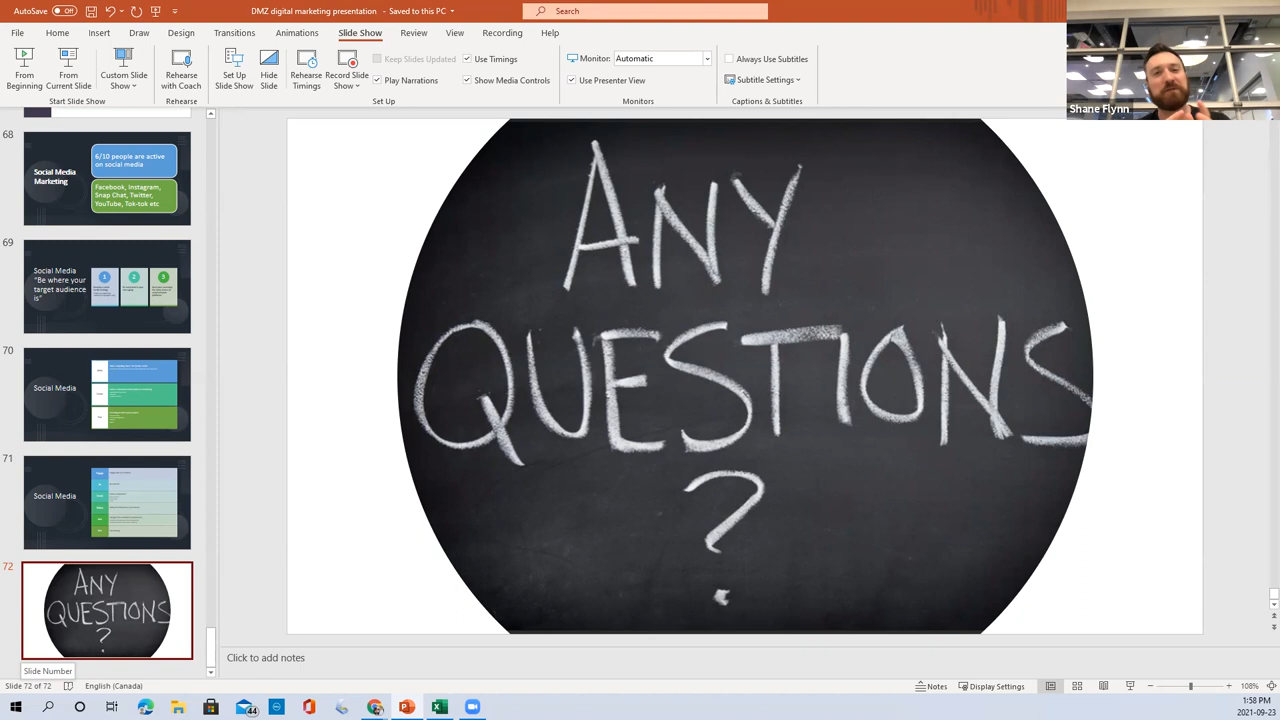 AutoSave Off
DMZ digital marketing presentation - Saved to this PC
Search
File Home Insert Draw Design Transitions Animations Slide Show Review View Recording Help
From Beginning
From Current Slide
Custom Slide Show
Start Slide Show
Rehearse with Coach
Rehearse
Set Up Slide Show
Hide Slide
Rehearse Timings
Record Slide Show
Keep Slides Updated
Play Narrations
Use Timings
Show Media Controls
Set Up
Monitor: Automatic
Use Presenter View
Monitors
Always Use Subtitles
Subtitle Settings
Captions & Subtitles
Shane Flynn
68
Social Media
Marketing
6/10 people are active
on social media
Facebook, Instagram,
Snap Chat, Twitter,
YouTube, Tok-tok etc
69
Social Media
“Be where your
target audience
is”
1 2 3
70
Social Media
71
Social Media
72
ANY
QUESTIONS
?
Slide Number
ANY
QUESTIONS
?
Click to add notes
Slide 72 of 72
English (Canada)
Notes
Display Settings
108%
44
1:58 PM
2021-09-23